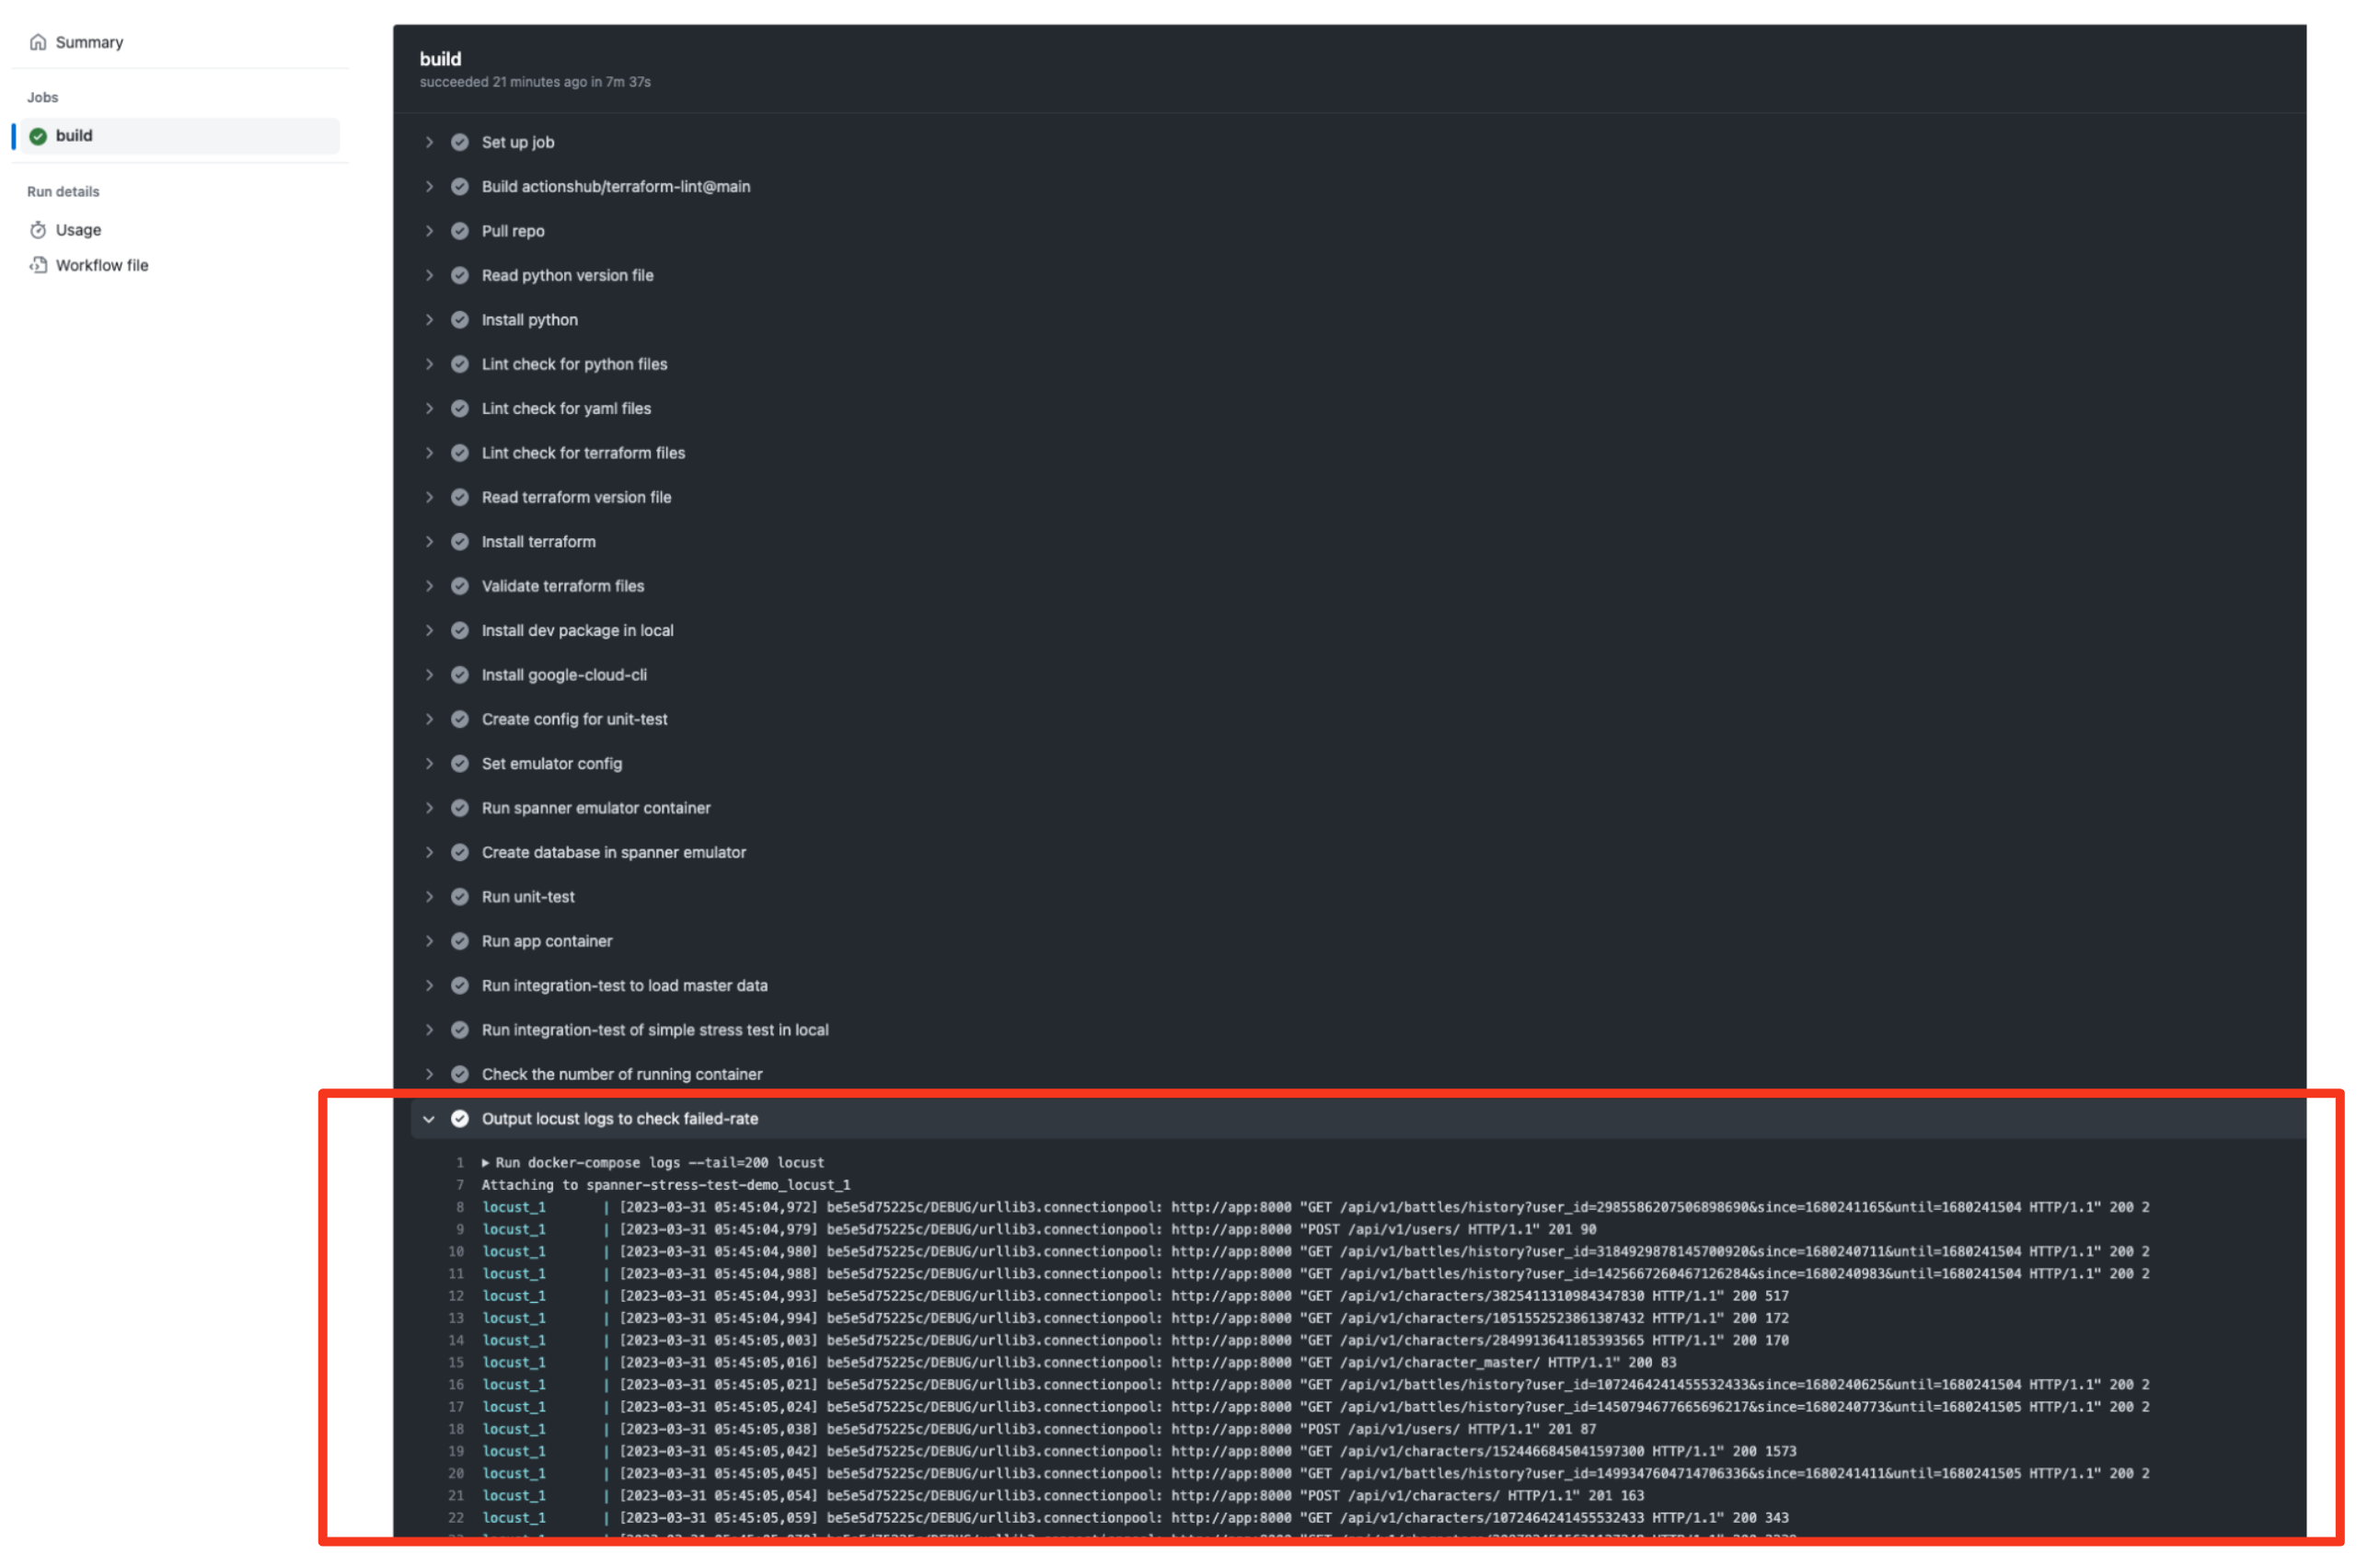 Summary
Jobs
build
Run details
Usage
Workflow file
build
succeeded 21 minutes ago in 7m 37s
Set up job
Build actionshub/terraform-lint@main
Pull repo
Read python version file
Install python
Lint check for python files
Lint check for yaml files
Lint check for terraform files
Read terraform version file
Install terraform
Validate terraform files
Install dev package in local
Install google-cloud-cli
Create config for unit-test
Set emulator config
Run spanner emulator container
Create database in spanner emulator
Run unit-test
Run app container
Run integration-test to load master data
Run integration-test of simple stress test in local
Check the number of running container
Output locust logs to check failed-rate
1 ▶ Run docker-compose logs --tail=200 locust
7 Attaching to spanner-stress-test-demo_locust_1
8 locust_1 | [2023-03-31 05:45:04,972] be5e5d75225c/DEBUG/urllib3.connectionpool: http://app:8000 "GET /api/v1/battles/history?user_id=2985586207506898690&since=1680241165&until=1680241504 HTTP/1.1" 200 2
9 locust_1 | [2023-03-31 05:45:04,979] be5e5d75225c/DEBUG/urllib3.connectionpool: http://app:8000 "POST /api/v1/users/ HTTP/1.1" 201 90
10 locust_1 | [2023-03-31 05:45:04,980] be5e5d75225c/DEBUG/urllib3.connectionpool: http://app:8000 "GET /api/v1/battles/history?user_id=3184929878145700920&since=1680240711&until=1680241504 HTTP/1.1" 200 2
11 locust_1 | [2023-03-31 05:45:04,988] be5e5d75225c/DEBUG/urllib3.connectionpool: http://app:8000 "GET /api/v1/battles/history?user_id=1425667260467126284&since=1680240983&until=1680241504 HTTP/1.1" 200 2
12 locust_1 | [2023-03-31 05:45:04,993] be5e5d75225c/DEBUG/urllib3.connectionpool: http://app:8000 "GET /api/v1/characters/3825411310984347830 HTTP/1.1" 200 517
13 locust_1 | [2023-03-31 05:45:04,994] be5e5d75225c/DEBUG/urllib3.connectionpool: http://app:8000 "GET /api/v1/characters/1051552523861387432 HTTP/1.1" 200 172
14 locust_1 | [2023-03-31 05:45:05,003] be5e5d75225c/DEBUG/urllib3.connectionpool: http://app:8000 "GET /api/v1/characters/2849913641185393565 HTTP/1.1" 200 170
15 locust_1 | [2023-03-31 05:45:05,016] be5e5d75225c/DEBUG/urllib3.connectionpool: http://app:8000 "GET /api/v1/character_master/ HTTP/1.1" 200 83
16 locust_1 | [2023-03-31 05:45:05,021] be5e5d75225c/DEBUG/urllib3.connectionpool: http://app:8000 "GET /api/v1/battles/history?user_id=1072464241455532433&since=1680240625&until=1680241504 HTTP/1.1" 200 2
17 locust_1 | [2023-03-31 05:45:05,024] be5e5d75225c/DEBUG/urllib3.connectionpool: http://app:8000 "GET /api/v1/battles/history?user_id=1450794677665696217&since=1680240773&until=1680241505 HTTP/1.1" 200 2
18 locust_1 | [2023-03-31 05:45:05,038] be5e5d75225c/DEBUG/urllib3.connectionpool: http://app:8000 "POST /api/v1/users/ HTTP/1.1" 201 87
19 locust_1 | [2023-03-31 05:45:05,042] be5e5d75225c/DEBUG/urllib3.connectionpool: http://app:8000 "GET /api/v1/characters/1524466845041597300 HTTP/1.1" 200 1573
20 locust_1 | [2023-03-31 05:45:05,045] be5e5d75225c/DEBUG/urllib3.connectionpool: http://app:8000 "GET /api/v1/battles/history?user_id=1499347604714706336&since=1680241411&until=1680241505 HTTP/1.1" 200 2
21 locust_1 | [2023-03-31 05:45:05,054] be5e5d75225c/DEBUG/urllib3.connectionpool: http://app:8000 "POST /api/v1/characters/ HTTP/1.1" 201 163
22 locust_1 | [2023-03-31 05:45:05,059] be5e5d75225c/DEBUG/urllib3.connectionpool: http://app:8000 "GET /api/v1/characters/1072464241455532433 HTTP/1.1" 200 343